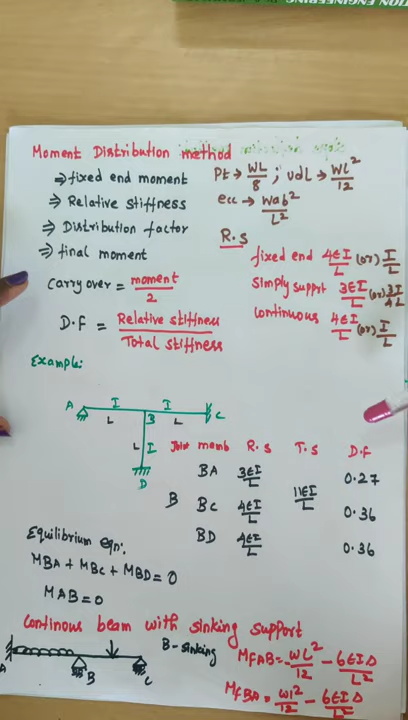 Moment Distribution method
⇒ fixed end moment
⇒ Relative stiffness
⇒ Distribution factor
⇒ final moment
Pt → WL/8 ; udl → WL²/12
ecc → Wab²/L²
R.S
fixed end 4EI/L (or) I/L
Simply supprt 3EI/L (or) 3I/4L
continuous 4EI/L (or) I/L
Carry over = moment/2
D.F = Relative stiffness/Total stiffness
Example:
A I B I C
L L
L I
D
Joint memb R.S T.S D.F
BA 3EI/L 0.27
B BC 4EI/L 11EI/L 0.36
BD 4EI/L 0.36
Equilibrium eqn:
MBA + MBC + MBD = 0
MAB = 0
Continous beam with sinking support
A B C
B-sinking
MFAB = -WL²/12 - 6EIΔ/L²
MFBA = Wl²/12 - 6EIΔ/L²